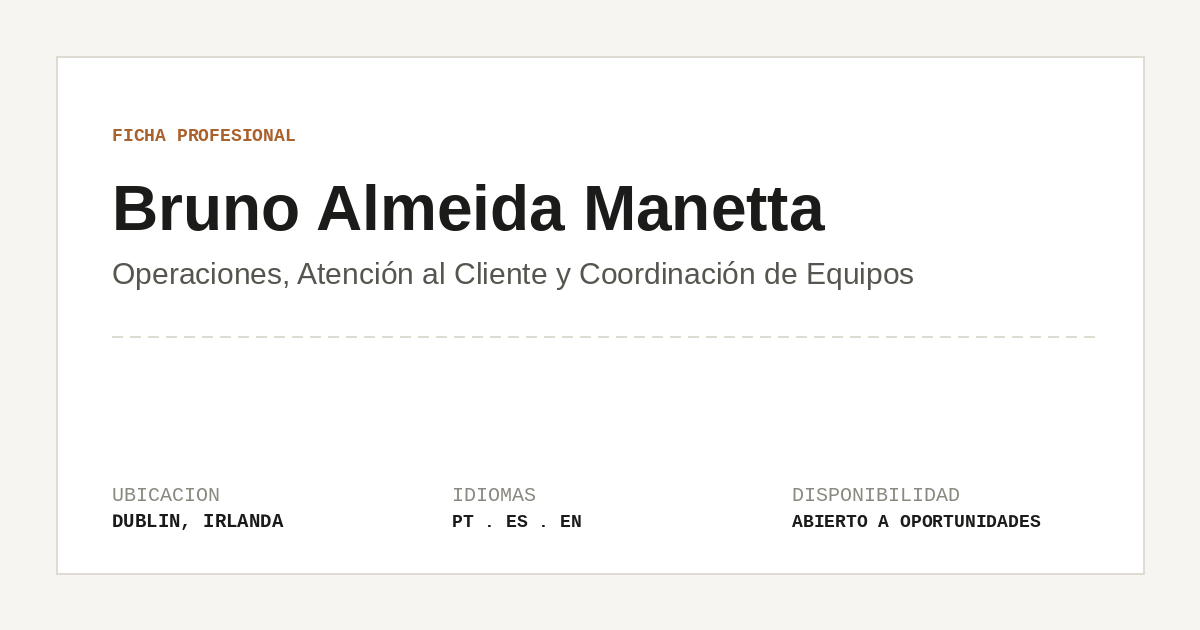 FICHA PROFESIONAL
Bruno Almeida Manetta
Operaciones, Atención al Cliente y Coordinación de Equipos
UBICACION
DUBLIN, IRLANDA
IDIOMAS
PT . ES . EN
DISPONIBILIDAD
ABIERTO A OPORTUNIDADES